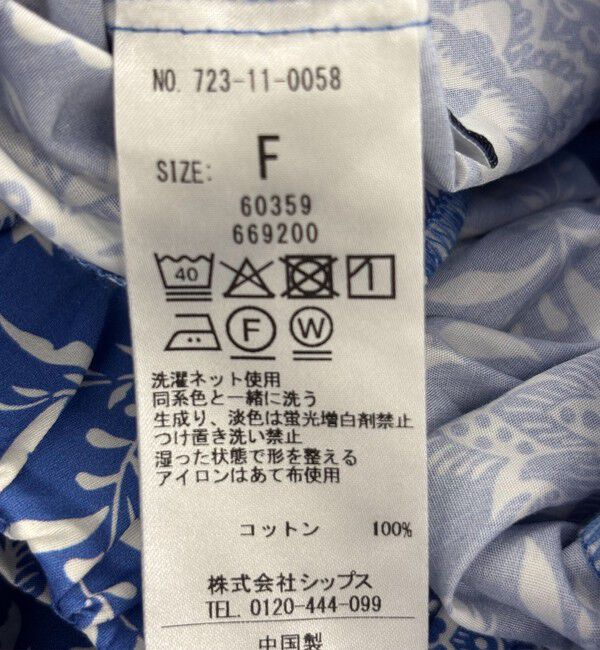 NO. 723-11-0058
SIZE: F
60359
669200
40
F W
洗濯ネット使用
同系色と一緒に洗う
生成り、淡色は蛍光増白剤禁止
つけ置き洗い禁止
湿った状態で形を整える
アイロンはあて布使用
コットン 100%
株式会社シップス
TEL. 0120-444-099
中国製